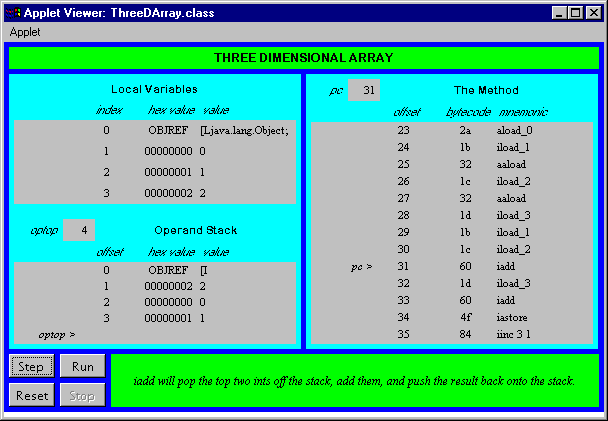 Applet Viewer: ThreeDArray.class
Applet
THREE DIMENSIONAL ARRAY
Local Variables
index hex value value
0 OBJREF [Ljava.lang.Object;
1 00000000 0
2 00000001 1
3 00000002 2
optop 4 Operand Stack
offset hex value value
0 OBJREF [I
1 00000002 2
2 00000000 0
3 00000001 1
optop >
pc 31 The Method
offset bytecode mnemonic
23 2a aload_0
24 1b iload_1
25 32 aaload
26 1c iload_2
27 32 aaload
28 1d iload_3
29 1b iload_1
30 1c iload_2
pc > 31 60 iadd
32 1d iload_3
33 60 iadd
34 4f iastore
35 84 iinc 3 1
Step Run
Reset Stop
iadd will pop the top two ints off the stack, add them, and push the result back onto the stack.